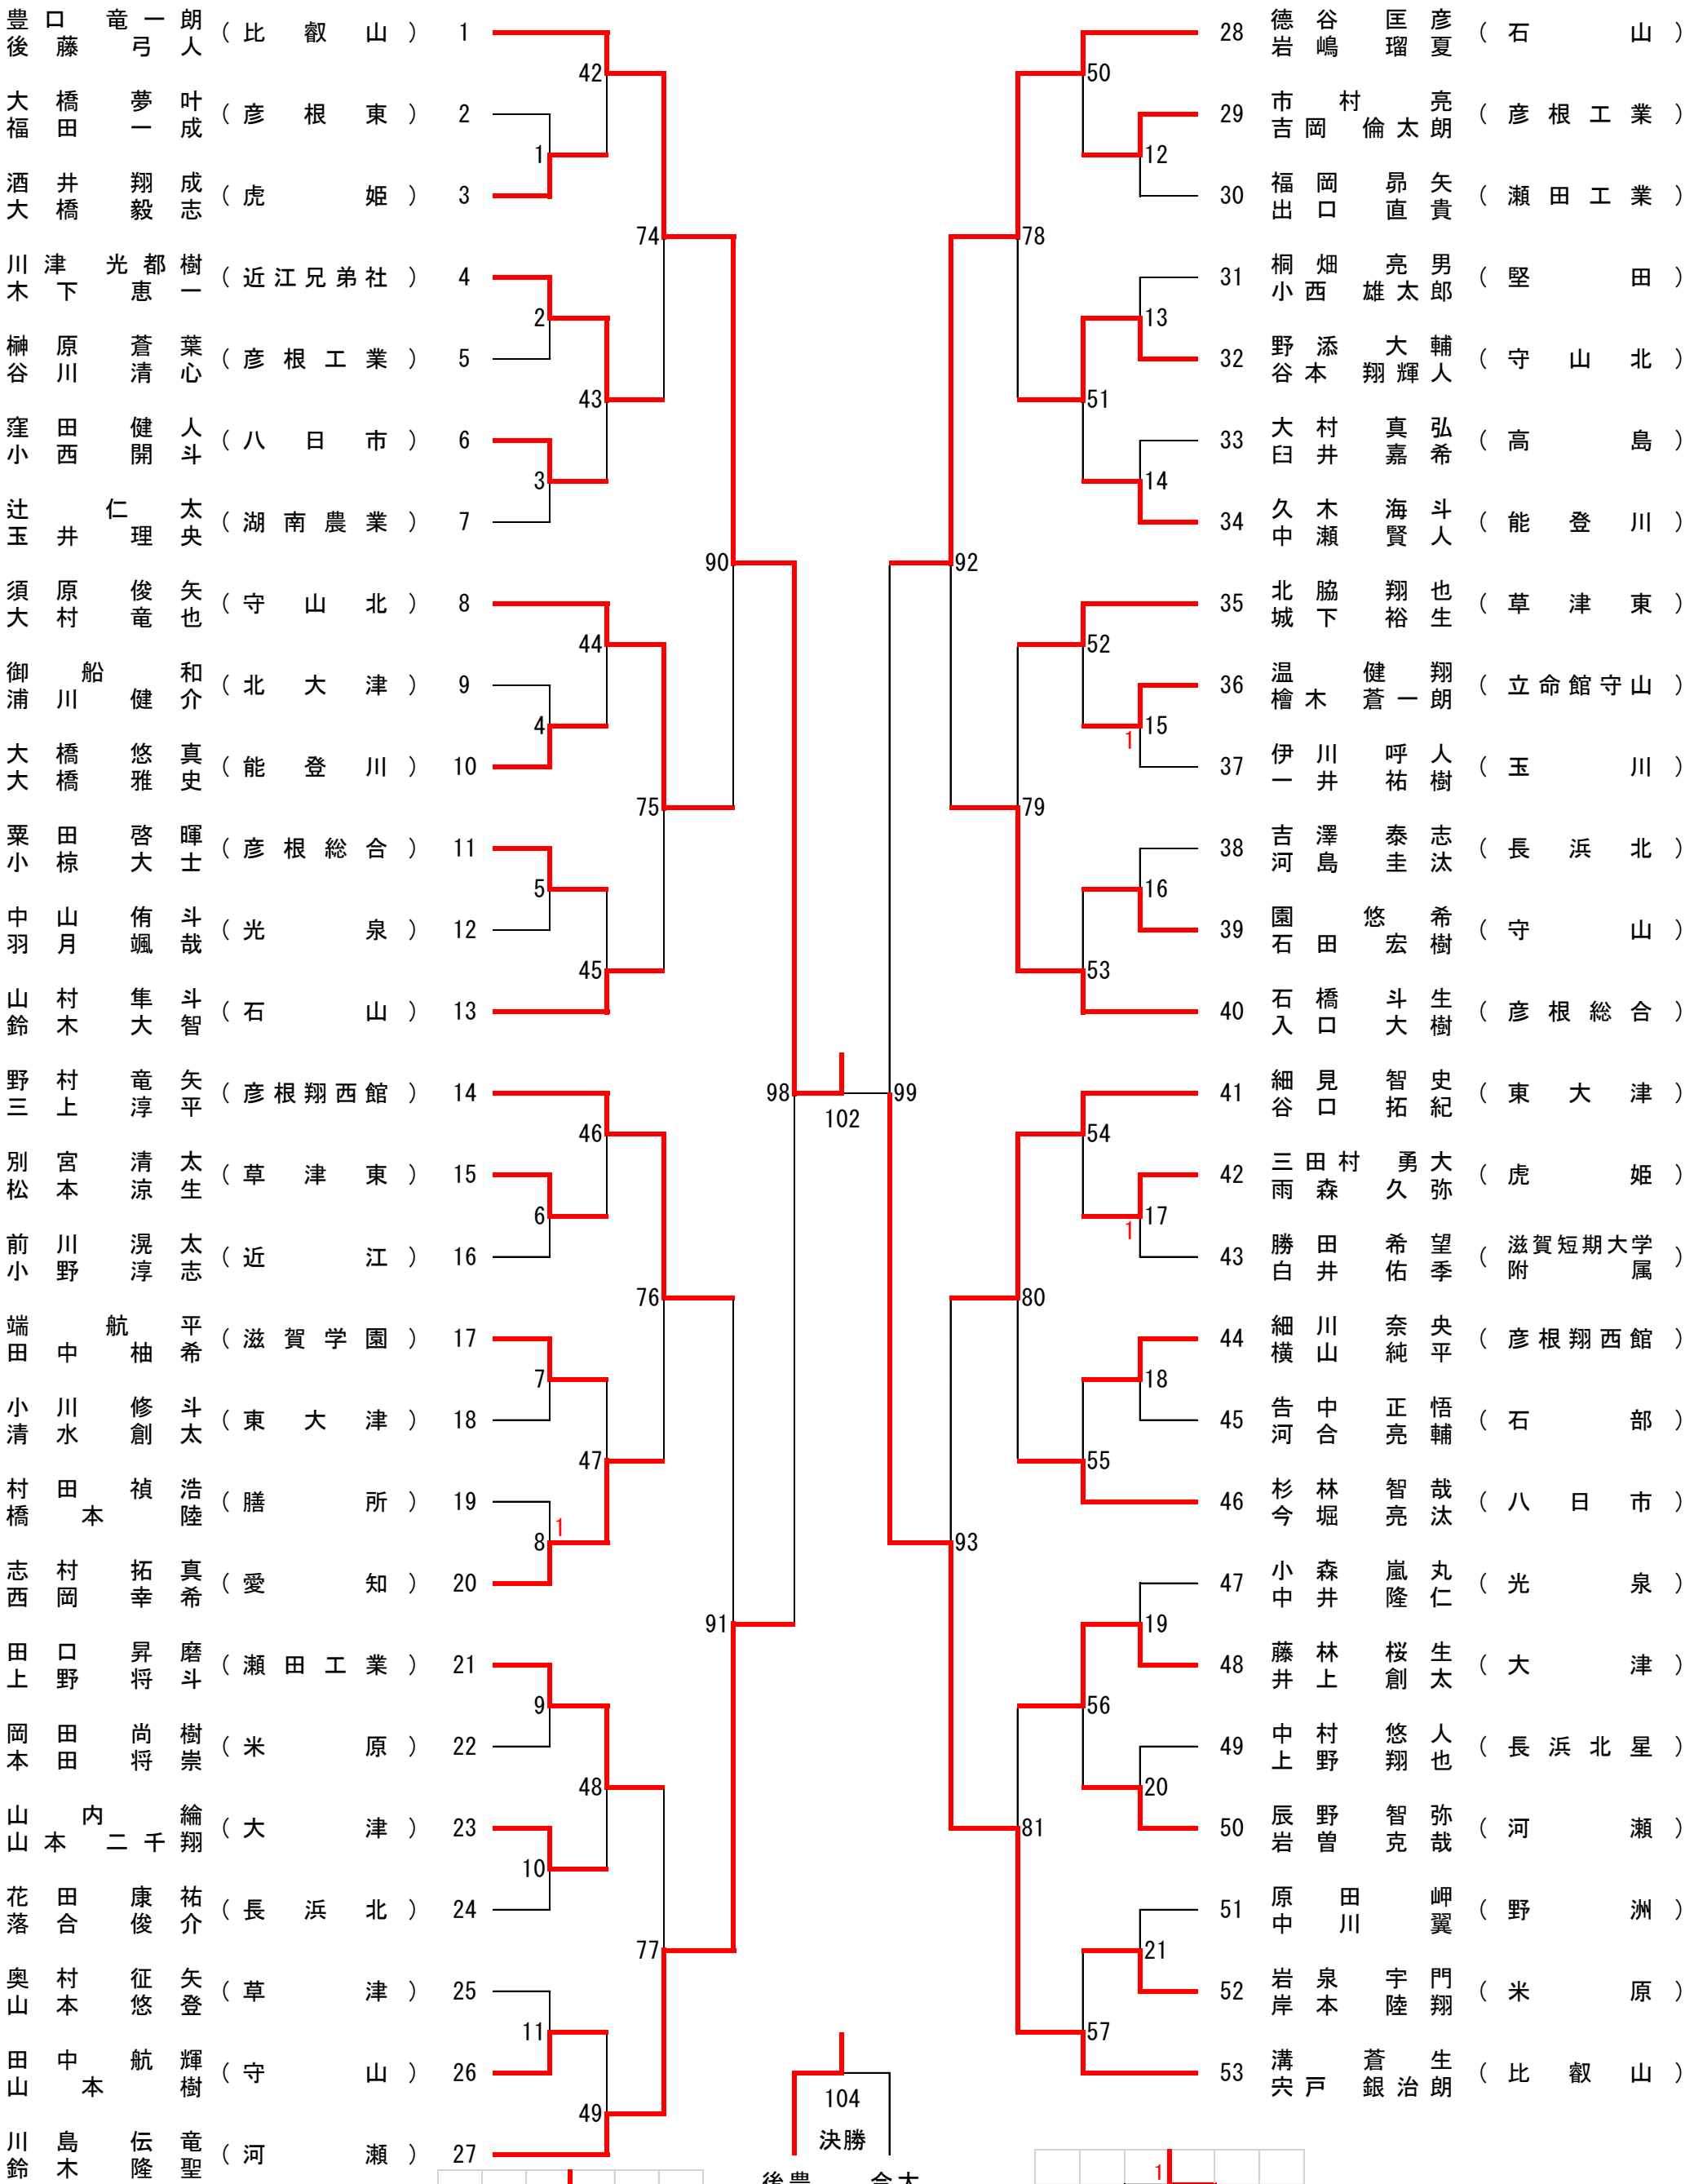 豊口 竜一朗
後藤 弓人 (比叡山) 1
大橋 夢叶
福田 一成 (彦根東) 2
酒井 翔成
大橋 毅志 (虎姫) 3
川津 光都樹
木下 恵一 (近江兄弟社) 4
榊原 蒼葉
谷川 清心 (彦根工業) 5
窪田 健人
小西 開斗 (八日市) 6
辻 仁太
玉井 理央 (湖南農業) 7
須原 俊矢
大村 竜也 (守山北) 8
御船 和
浦川 健介 (北大津) 9
大橋 悠真
大橋 雅史 (能登川) 10
粟田 啓暉
小椋 大士 (彦根総合) 11
中山 侑斗
羽月 颯哉 (光泉) 12
山村 隼斗
鈴木 大智 (石山) 13
野村 竜矢
三上 淳平 (彦根翔西館) 14
別宮 清太
松本 涼生 (草津東) 15
前川 滉太
小野 淳志 (近江) 16
端 航平
田中 柚希 (滋賀学園) 17
小川 修斗
清水 創太 (東大津) 18
村田 禎浩
橋本 陸 (膳所) 19
志村 拓真
西岡 幸希 (愛知) 20
田口 昇磨
上野 将斗 (瀬田工業) 21
岡田 尚樹
本田 将崇 (米原) 22
山内 綸
山本 二千翔 (大津) 23
花田 康祐
落合 俊介 (長浜北) 24
奥村 征矢
山本 悠登 (草津) 25
田中 航輝
山本 樹 (守山) 26
川島 伝竜
鈴木 隆聖 (河瀬) 27
1
2
3
4
5
6
7
8
1
9
10
11
42
43
44
45
46
47
48
49
74
75
76
77
90
91
98
102
99
92
93
78
79
80
81
50
51
52
53
54
55
56
57
12
13
14
15
1
16
17
1
18
19
20
21
28 德谷 匡彦
岩嶋 瑠夏 (石山)
29 市村 亮
吉岡 倫太朗 (彦根工業)
30 福岡 昴矢
出口 直貴 (瀬田工業)
31 桐畑 亮男
小西 雄太郎 (堅田)
32 野添 大輔
谷本 翔輝人 (守山北)
33 大村 真弘
臼井 嘉希 (高島)
34 久木 海斗
中瀬 賢人 (能登川)
35 北脇 翔也
城下 裕生 (草津東)
36 温 健翔
檜木 蒼一朗 (立命館守山)
37 伊川 呼人
一井 祐樹 (玉川)
38 吉澤 泰志
河島 圭汰 (長浜北)
39 園 悠希
石田 宏樹 (守山)
40 石橋 斗生
入口 大樹 (彦根総合)
41 細見 智史
谷口 拓紀 (東大津)
42 三田村 勇大
雨森 久弥 (虎姫)
43 勝田 希望
白井 佑季 (滋賀短期大学附属)
44 細川 奈央
横山 純平 (彦根翔西館)
45 告中 正悟
河合 亮輔 (石部)
46 杉林 智哉
今堀 亮汰 (八日市)
47 小森 嵐丸
中井 隆仁 (光泉)
48 藤林 桜生
井上 創太 (大津)
49 中村 悠人
上野 翔也 (長浜北星)
50 辰野 智弥
岩曽 克哉 (河瀬)
51 原田 岬
中川 翼 (野洲)
52 岩泉 宇門
岸本 陸翔 (米原)
53 溝 蒼生
宍戸 銀治朗 (比叡山)
104
決勝
後豊
1